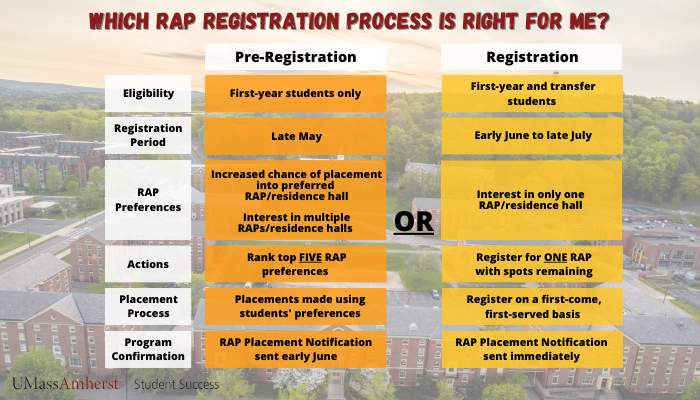 WHICH RAP REGISTRATION PROCESS IS RIGHT FOR ME?
Pre-Registration
Registration
Eligibility
First-year students only
First-year and transfer
students
Registration
Period
Late May
Early June to late July
RAP
Preferences
Increased chance of placement
into preferred
RAP/residence hall
Interest in multiple
RAPs/residence halls
OR
Interest in only one
RAP/residence hall
Actions
Rank top FIVE RAP
preferences
Register for ONE RAP
with spots remaining
Placement
Process
Placements made using
students' preferences
Register on a first-come,
first-served basis
Program
Confirmation
RAP Placement Notification
sent early June
RAP Placement Notification
sent immediately
UMassAmherst | Student Success